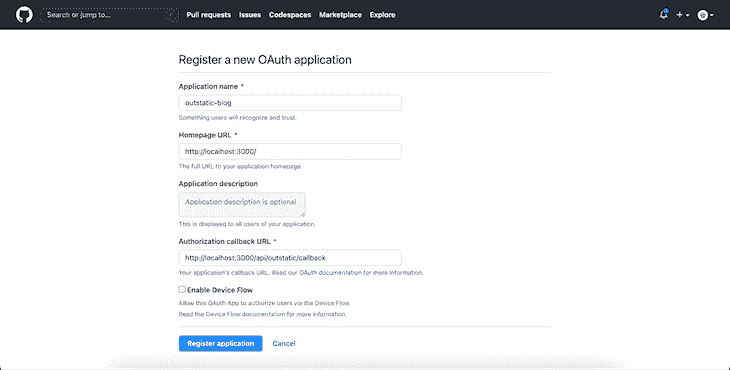 Search or jump to... /
Pull requests Issues Codespaces Marketplace Explore
Register a new OAuth application
Application name *
outstatic-blog
Something users will recognize and trust.
Homepage URL *
http://localhost:3000/
The full URL to your application homepage.
Application description
Application description is optional
This is displayed to all users of your application.
Authorization callback URL *
http://localhost:3000/api/outstatic/callback
Your application's callback URL. Read our OAuth documentation for more information.
Enable Device Flow
Allow this OAuth App to authorize users via the Device Flow.
Read the Device Flow documentation for more information.
Register application Cancel